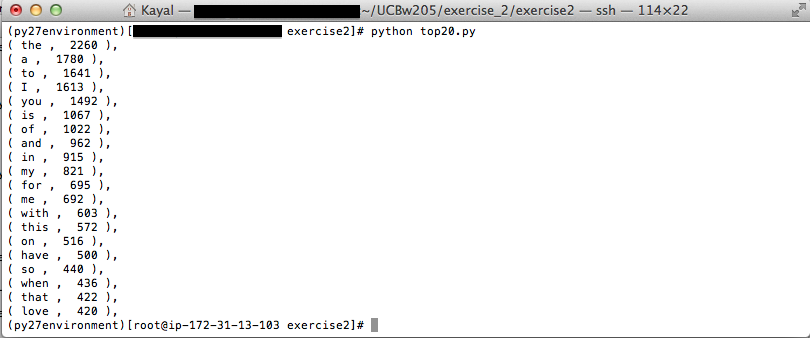 Kayal — ~/UCBw205/exercise_2/exercise2 — ssh — 114×22
(py27environment)[ exercise2]# python top20.py
( the ,  2260 ),
( a ,  1780 ),
( to ,  1641 ),
( I ,  1613 ),
( you ,  1492 ),
( is ,  1067 ),
( of ,  1022 ),
( and ,  962 ),
( in ,  915 ),
( my ,  821 ),
( for ,  695 ),
( me ,  692 ),
( with ,  603 ),
( this ,  572 ),
( on ,  516 ),
( have ,  500 ),
( so ,  440 ),
( when ,  436 ),
( that ,  422 ),
( love ,  420 ),
(py27environment)[root@ip-172-31-13-103 exercise2]#